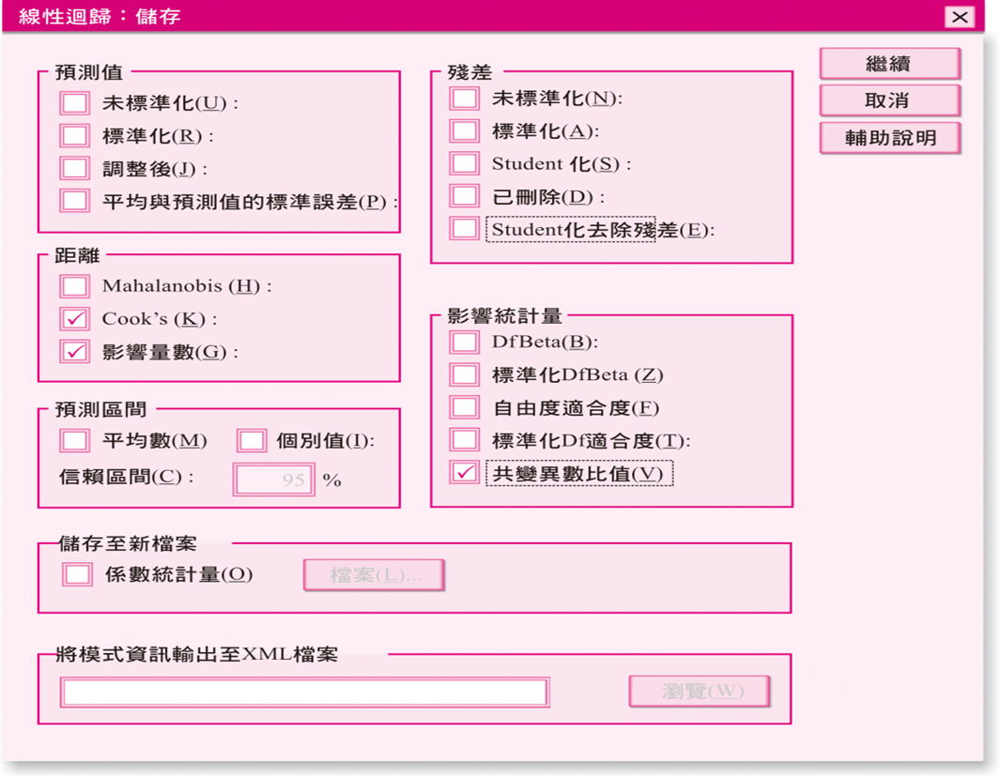 線性迴歸：儲存
預測值
未標準化(U)：
標準化(R)：
調整後(J)：
平均與預測值的標準誤差(P)：
殘差
未標準化(N):
標準化(A):
Student 化(S)：
已刪除(D)：
Student化去除殘差(E):
繼續
取消
輔助說明
距離
Mahalanobis (H)：
Cook's (K)：
影響量數(G)：
預測區間
平均數(M) 個別值(I):
信賴區間(C)： 95 %
影響統計量
DfBeta(B):
標準化DfBeta (Z)
自由度適合度(F)
標準化Df適合度(T):
共變異數比值(V)
儲存至新檔案
係數統計量(O) 檔案(L)...
將模式資訊輸出至XML檔案
瀏覽(W)